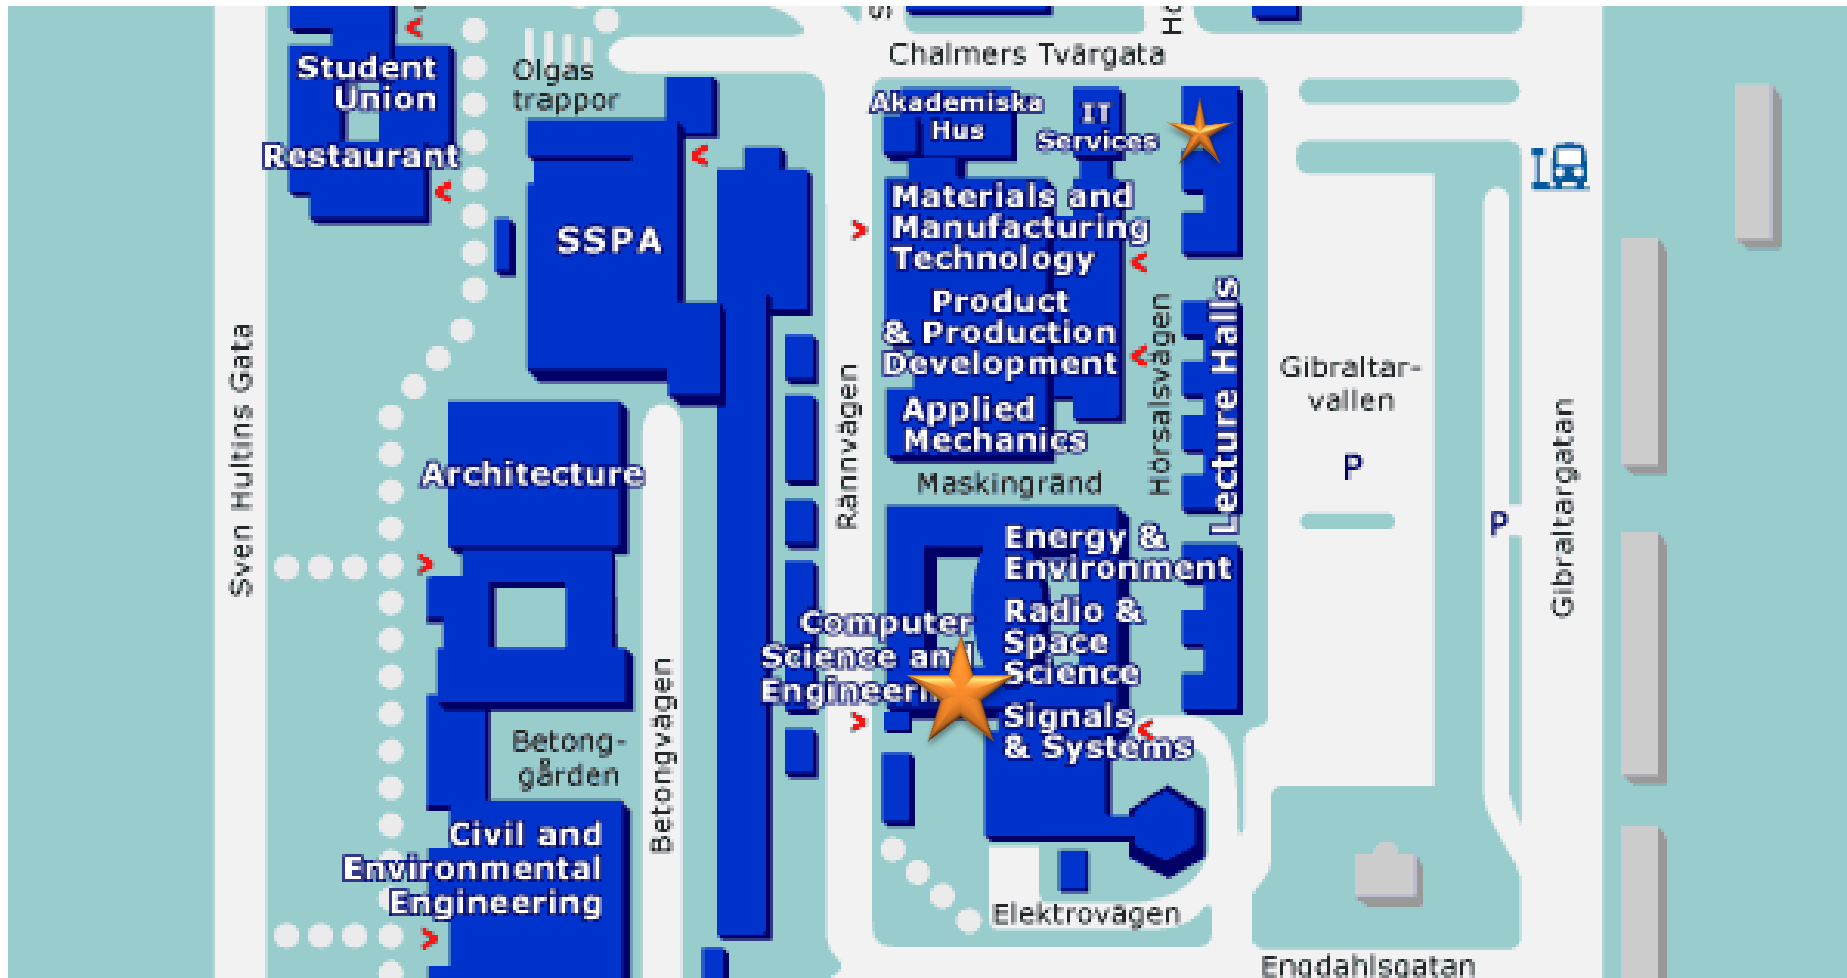 Chalmers Tvärgata
Student
Union
Restaurant
Olgas
trappor
SSPA
Akademiska
Hus
IT
Services
Materials and
Manufacturing
Technology
Product
& Production
Development
Applied
Mechanics
Maskingränd
Rännvägen
Hörsalsvägen
Lecture Halls
Gibraltar-
vallen
P
P
Gibraltargatan
Sven Hultins Gata
Architecture
Energy &
Environment
Radio &
Space
Science
Signals
& Systems
Computer
Science and
Betong-
gården
Betongvägen
Civil and
Environmental
Engineering
Elektrovägen
Engdahlsgatan